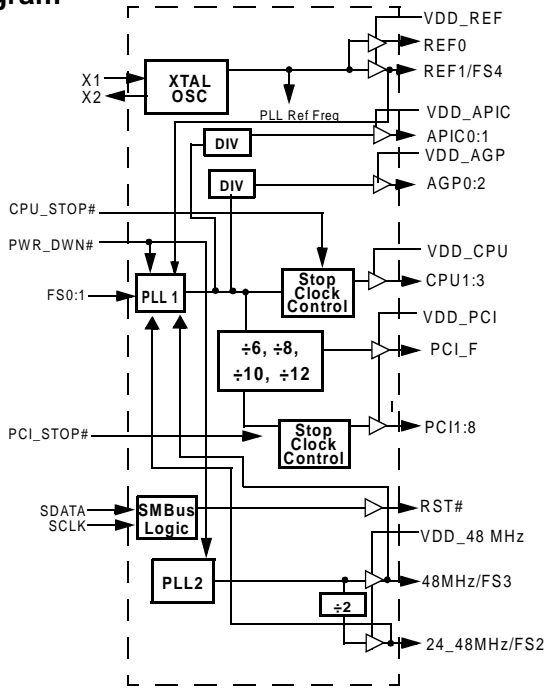 gram
VDD_REF
REF0
REF1/FS4
X1
X2
XTAL
OSC
PLL Ref Freq
VDD_APIC
APIC0:1
DIV
VDD_AGP
AGP0:2
DIV
CPU_STOP#
PWR_DWN#
VDD_CPU
CPU1:3
FS0:1
PLL 1
Stop
Clock
Control
VDD_PCI
÷6, ÷8,
÷10, ÷12
PCI_F
PCI_STOP#
Stop
Clock
Control
PCI1:8
SDATA
SCLK
SMBus
Logic
RST#
VDD_48 MHz
PLL2
48MHz/FS3
÷2
24_48MHz/FS2